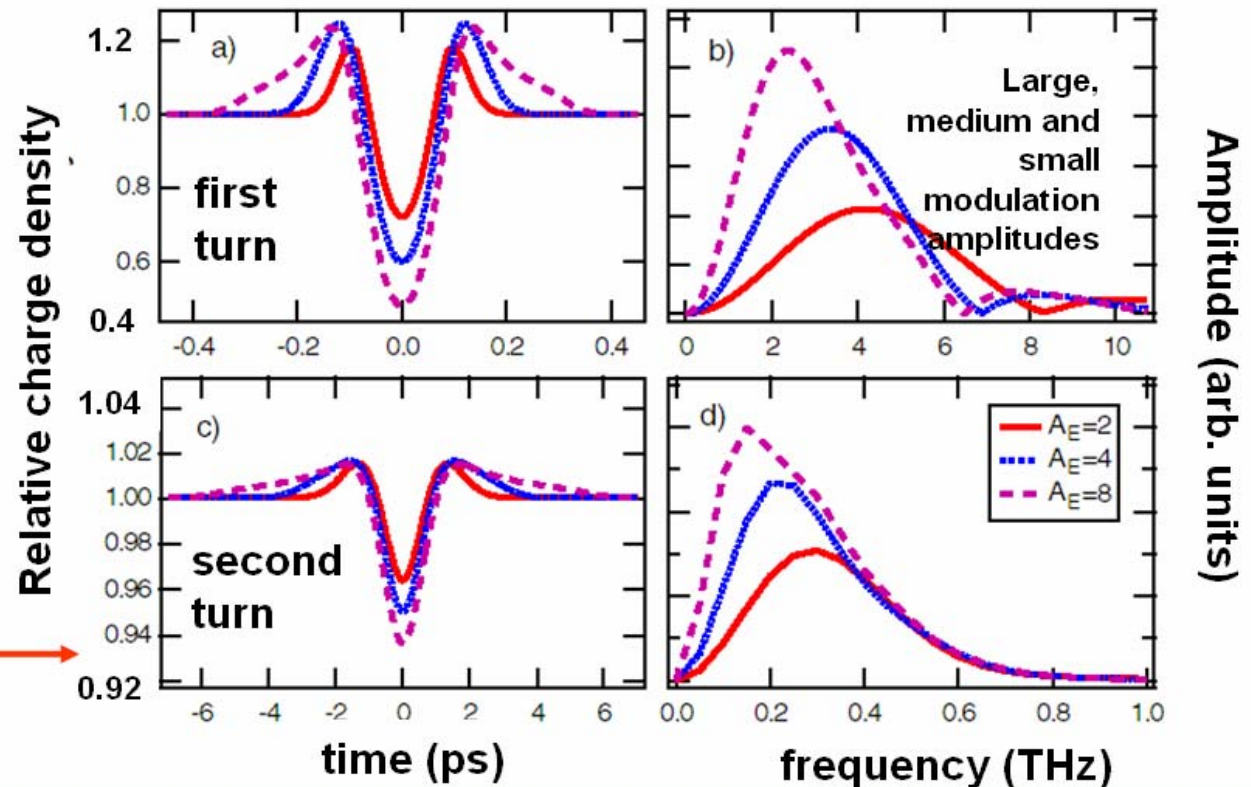 Relative charge density
1.2
1.0
0.8
0.6
0.4
a)
first
turn
-0.4 -0.2 0.0 0.2 0.4
b)
Large,
medium and
small
modulation
amplitudes
0 2 4 6 8 10
Amplitude (arb. units)
1.04
1.02
1.00
0.98
0.96
0.94
0.92
c)
second
turn
-6 -4 -2 0 2 4 6
time (ps)
d)
A_E=2
A_E=4
A_E=8
0.0 0.2 0.4 0.6 0.8 1.0
frequency (THz)